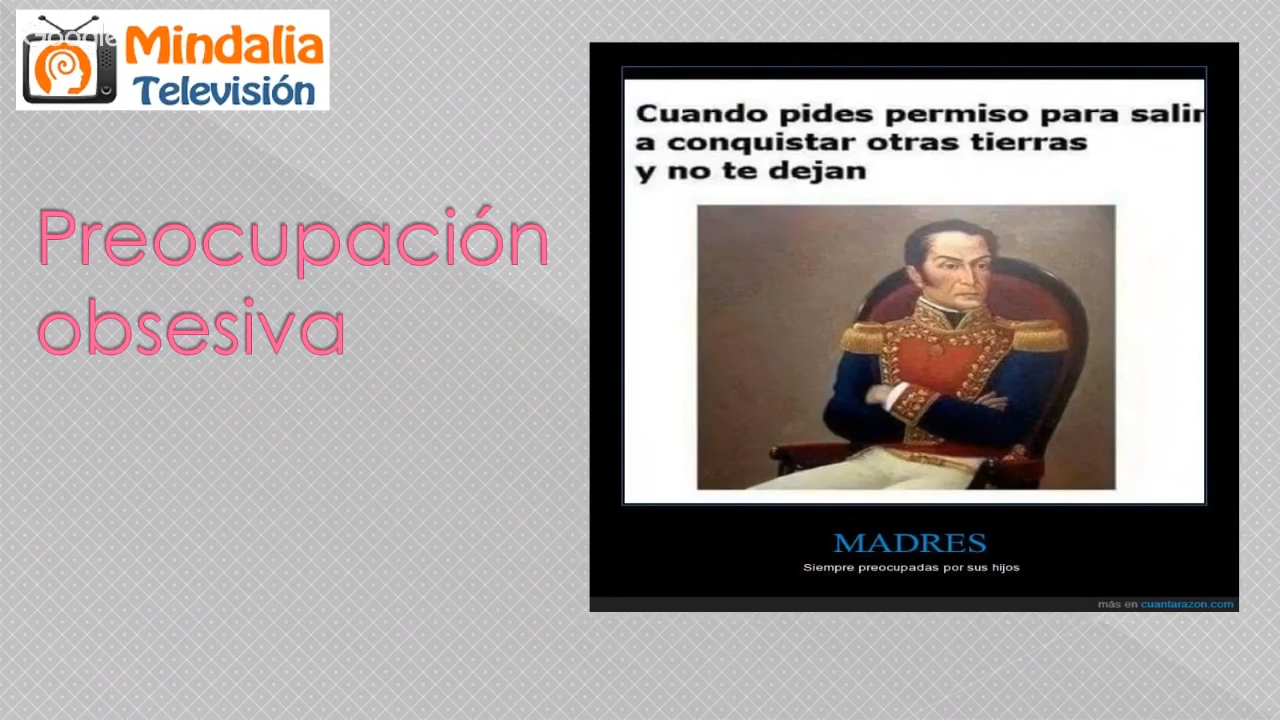 Google
Mindalia
Televisión
Preocupación
obsesiva
Cuando pides permiso para salir
a conquistar otras tierras
y no te dejan
MADRES
Siempre preocupadas por sus hijos
más en cuantarazon.com